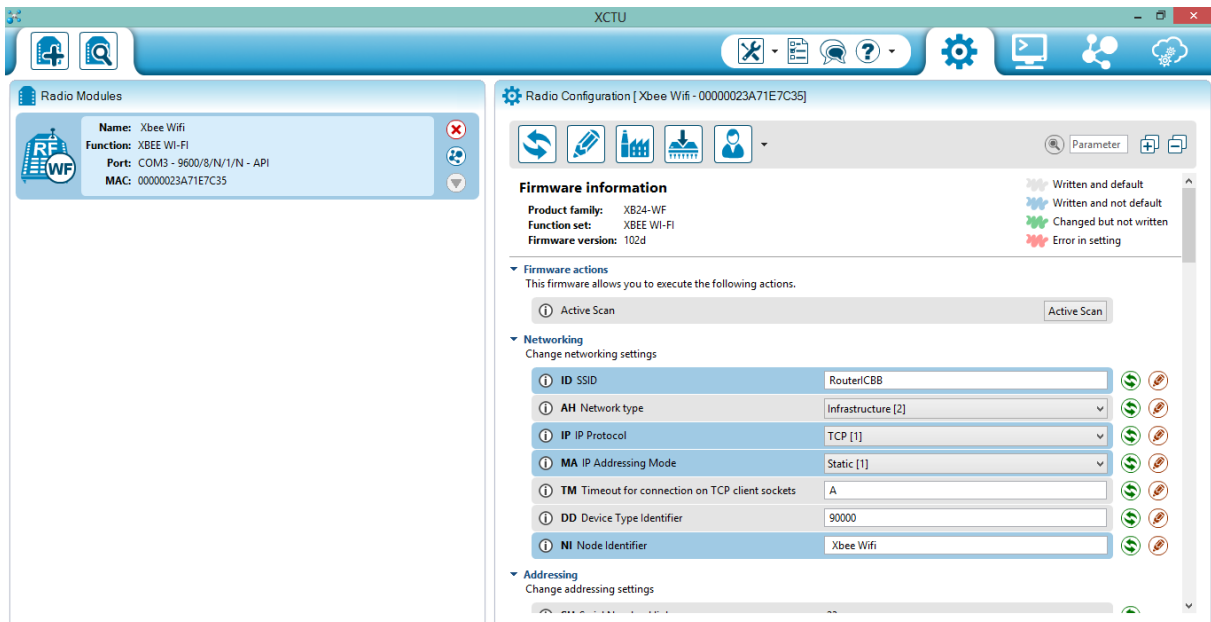 XCTU
Radio Modules
Name: Xbee Wifi
Function: XBEE WI-FI
Port: COM3 - 9600/8/N/1/N - API
MAC: 00000023A71E7C35
RF
WF
Radio Configuration [ Xbee Wifi - 00000023A71E7C35]
Parameter
Firmware information
Product family: XB24-WF
Function set: XBEE WI-FI
Firmware version: 102d
Written and default
Written and not default
Changed but not written
Error in setting
Firmware actions
This firmware allows you to execute the following actions.
Active Scan Active Scan
Networking
Change networking settings
ID SSID RouterICBB
AH Network type Infrastructure [2]
IP IP Protocol TCP [1]
MA IP Addressing Mode Static [1]
TM Timeout for connection on TCP client sockets A
DD Device Type Identifier 90000
NI Node Identifier Xbee Wifi
Addressing
Change addressing settings